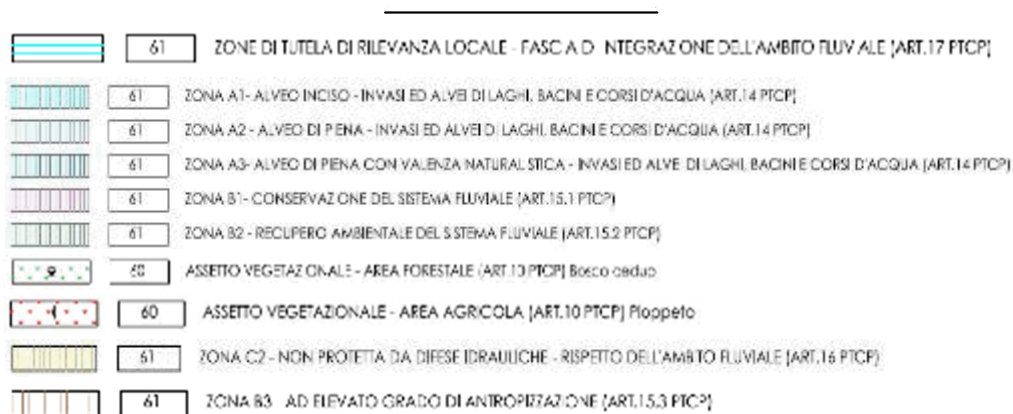 61 ZONE DI TUTELA DI RILEVANZA LOCALE - FASCIA D INTEGRAZIONE DELL'AMBITO FLUVIALE (ART.17 PTCP)
61 ZONA A1- ALVEO INCISO - INVASI ED ALVEI DI LAGHI, BACINI E CORSI D'ACQUA (ART.14 PTCP)
61 ZONA A2 - ALVEO DI PIENA - INVASI ED ALVEI DI LAGHI, BACINI E CORSI D'ACQUA (ART.14 PTCP)
61 ZONA A3- ALVEO DI PIENA CON VALENZA NATURALISTICA - INVASI ED ALVEI DI LAGHI, BACINI E CORSI D'ACQUA (ART.14 PTCP)
61 ZONA B1- CONSERVAZIONE DEL SISTEMA FLUVIALE (ART.15.1 PTCP)
61 ZONA B2 - RECUPERO AMBIENTALE DEL SISTEMA FLUVIALE (ART.15.2 PTCP)
60 ASSETTO VEGETAZIONALE - AREA FORESTALE (ART.10 PTCP) Bosco ceduo
60 ASSETTO VEGETAZIONALE - AREA AGRICOLA (ART.10 PTCP) Pioppeto
61 ZONA C2 - NON PROTETTA DA DIFESE IDRAULICHE - RISPETTO DELL'AMBITO FLUVIALE (ART.16 PTCP)
61 ZONA B3 AD ELEVATO GRADO DI ANTROPIZZAZIONE (ART.15.3 PTCP)